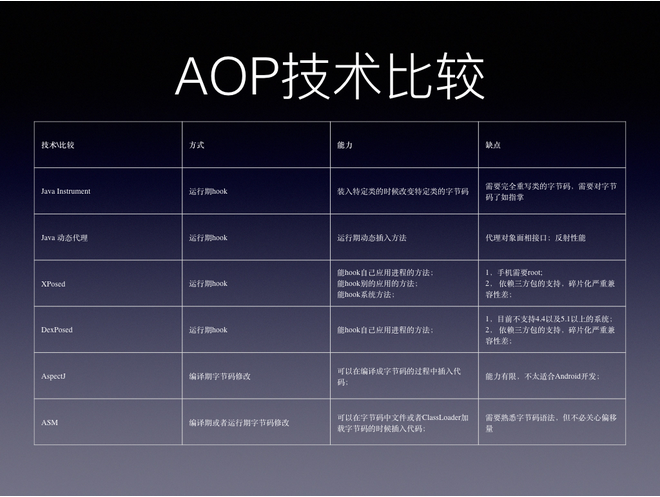 AOP技术比较
技术\比较
方式
能力
缺点
Java Instrument
运行期hook
装入特定类的时候改变特定类的字节码
需要完全重写类的字节码，需要对字节
码了如指掌
Java 动态代理
运行期hook
运行期动态插入方法
代理对象面相接口；反射性能
XPosed
运行期hook
能hook自己应用进程的方法；
能hook别的应用的方法；
能hook系统方法；
1、手机需要root;
2、 依赖三方包的支持，碎片化严重兼
容性差；
DexPosed
运行期hook
能hook自己应用进程的方法；
1、目前不支持4.4以及5.1以上的系统；
2、 依赖三方包的支持，碎片化严重兼
容性差；
AspectJ
编译期字节码修改
可以在编译成字节码的过程中插入代
码；
能力有限，不太适合Android开发；
ASM
编译期或者运行期字节码修改
可以在字节码中文件或者ClassLoader加
载字节码的时候插入代码；
需要熟悉字节码语法，但不必关心偏移
量